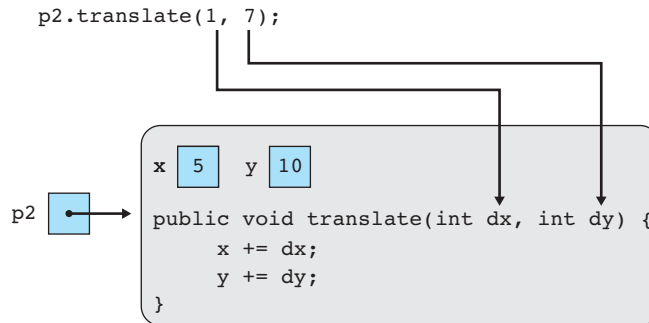 p2.translate(1, 7);
x 5 y 10
p2
public void translate(int dx, int dy) {
x += dx;
y += dy;
}